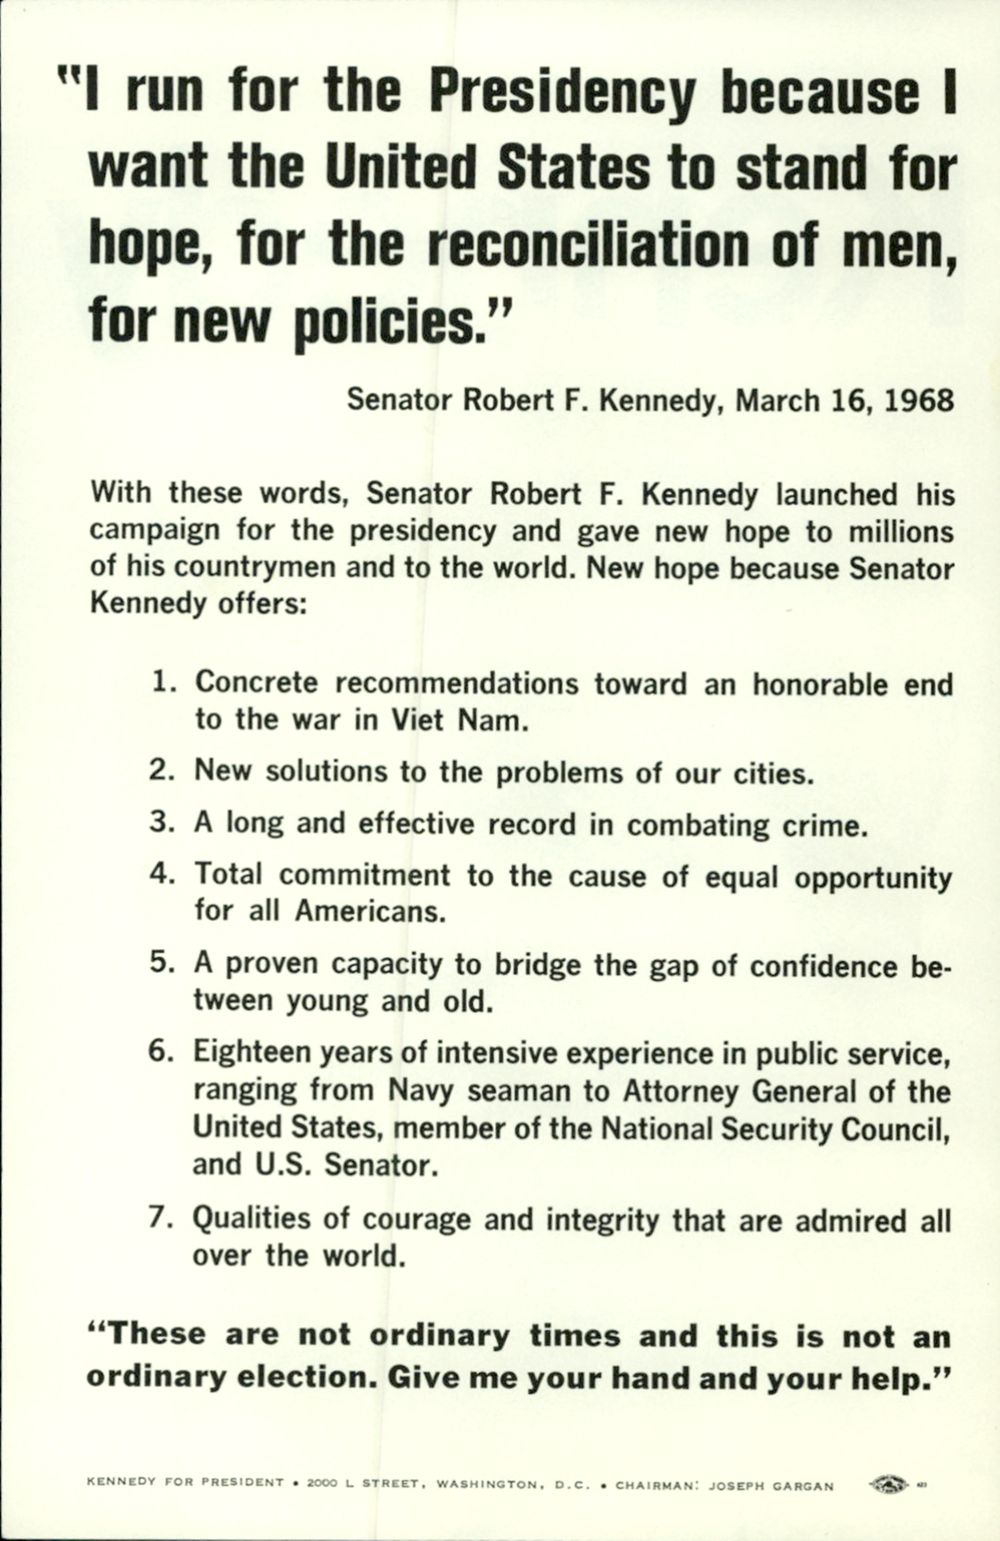 "I run for the Presidency because I
want the United States to stand for
hope, for the reconciliation of men,
for new policies."
Senator Robert F. Kennedy, March 16, 1968
With these words, Senator Robert F. Kennedy launched his
campaign for the presidency and gave new hope to millions
of his countrymen and to the world. New hope because Senator
Kennedy offers:
1. Concrete recommendations toward an honorable end
to the war in Viet Nam.
2. New solutions to the problems of our cities.
3. A long and effective record in combating crime.
4. Total commitment to the cause of equal opportunity
for all Americans.
5. A proven capacity to bridge the gap of confidence be-
tween young and old.
6. Eighteen years of intensive experience in public service,
ranging from Navy seaman to Attorney General of the
United States, member of the National Security Council,
and U.S. Senator.
7. Qualities of courage and integrity that are admired all
over the world.
"These are not ordinary times and this is not an
ordinary election. Give me your hand and your help."
KENNEDY FOR PRESIDENT • 2000 L STREET, WASHINGTON, D.C. • CHAIRMAN: JOSEPH GARGAN